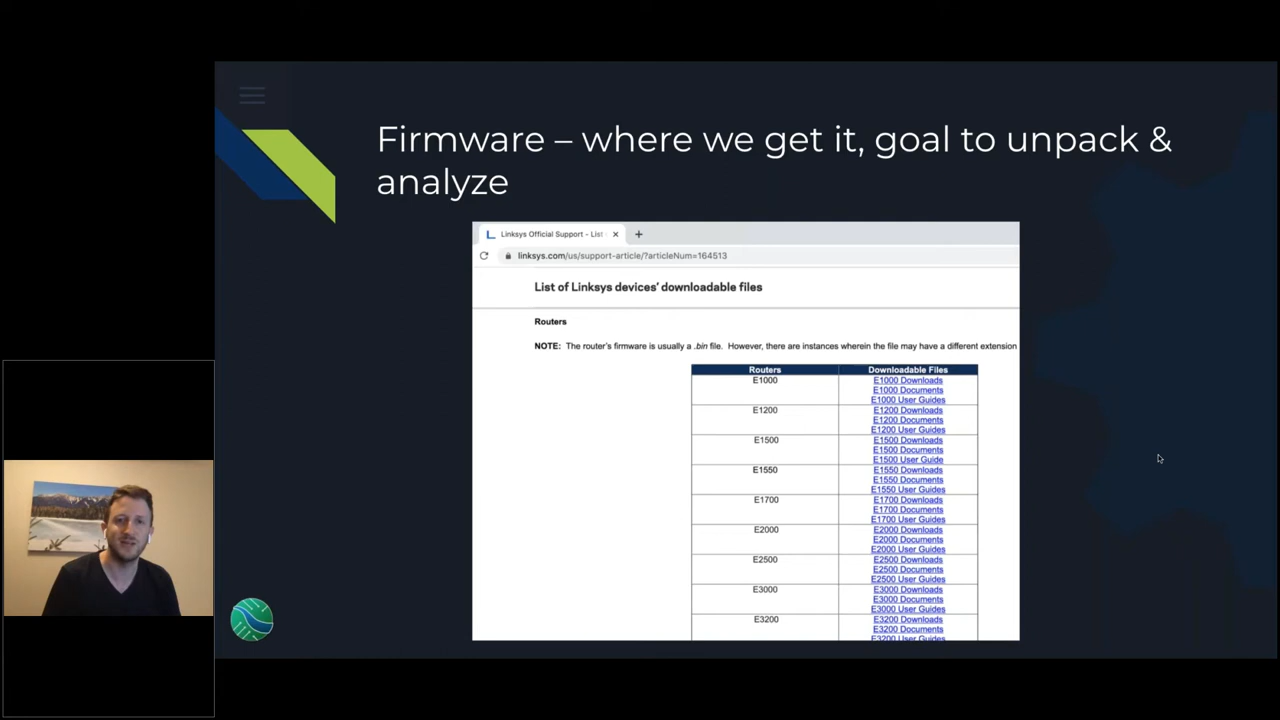 Firmware – where we get it, goal to unpack &
analyze
Linksys Official Support - List
linksys.com/us/support-article/?articleNum=164513
List of Linksys devices' downloadable files
Routers
NOTE: The router's firmware is usually a .bin file. However, there are instances wherein the file may have a different extension
Routers Downloadable Files
E1000 E1000 Downloads
E1000 Documents
E1000 User Guides
E1200 E1200 Downloads
E1200 Documents
E1200 User Guides
E1500 E1500 Downloads
E1500 Documents
E1500 User Guide
E1550 E1550 Downloads
E1550 Documents
E1550 User Guides
E1700 E1700 Downloads
E1700 Documents
E1700 User Guides
E2000 E2000 Downloads
E2000 Documents
E2000 User Guides
E2500 E2500 Downloads
E2500 Documents
E2500 User Guides
E3000 E3000 Downloads
E3000 Documents
E3000 User Guides
E3200 E3200 Downloads
E3200 Documents
E3200 User Guides